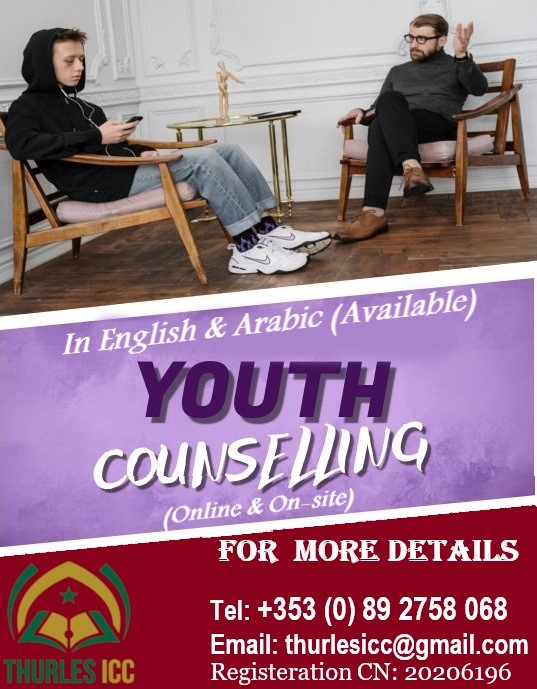 In English & Arabic (Available)
YOUTH
COUNSELLING
(Online & On-site)
FOR MORE DETAILS
Tel: +353 (0) 89 2758 068
Email: thurlesicc@gmail.com
Registeration CN: 20206196
THURLES ICC